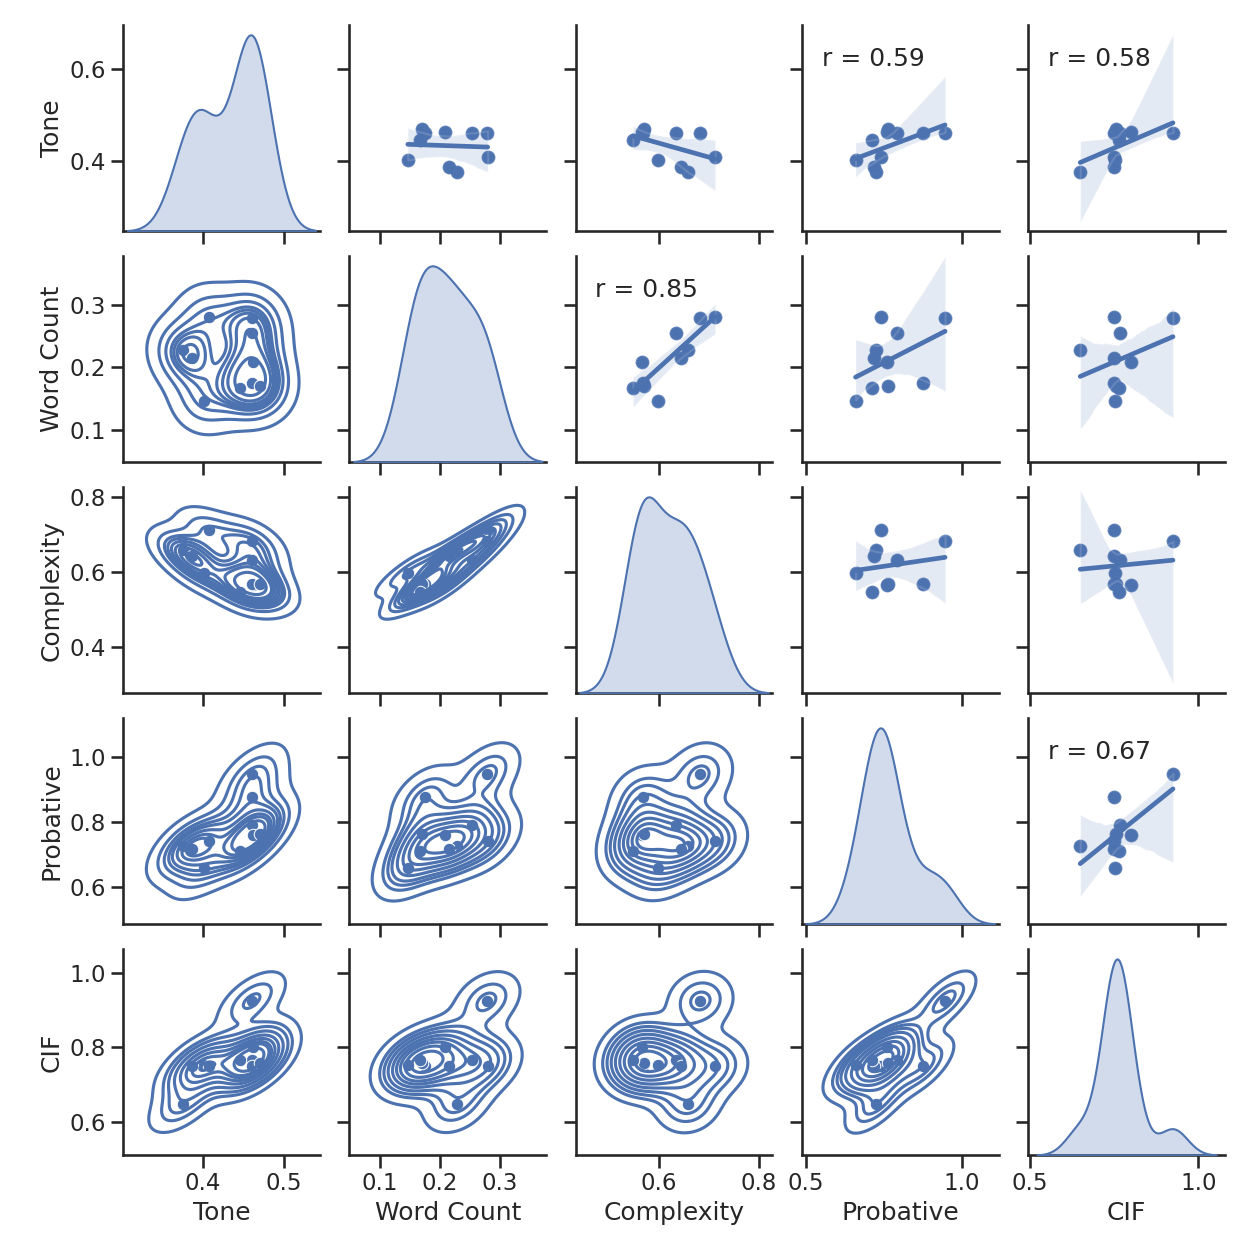 0.6
0.4
Tone
r = 0.59
r = 0.58
0.3
0.2
0.1
Word Count
r = 0.85
0.8
0.6
0.4
Complexity
1.0
0.8
0.6
Probative
r = 0.67
1.0
0.8
0.6
CIF
0.4 0.5 0.1 0.2 0.3 0.6 0.8 0.5 1.0 0.5 1.0
Tone Word Count Complexity Probative CIF